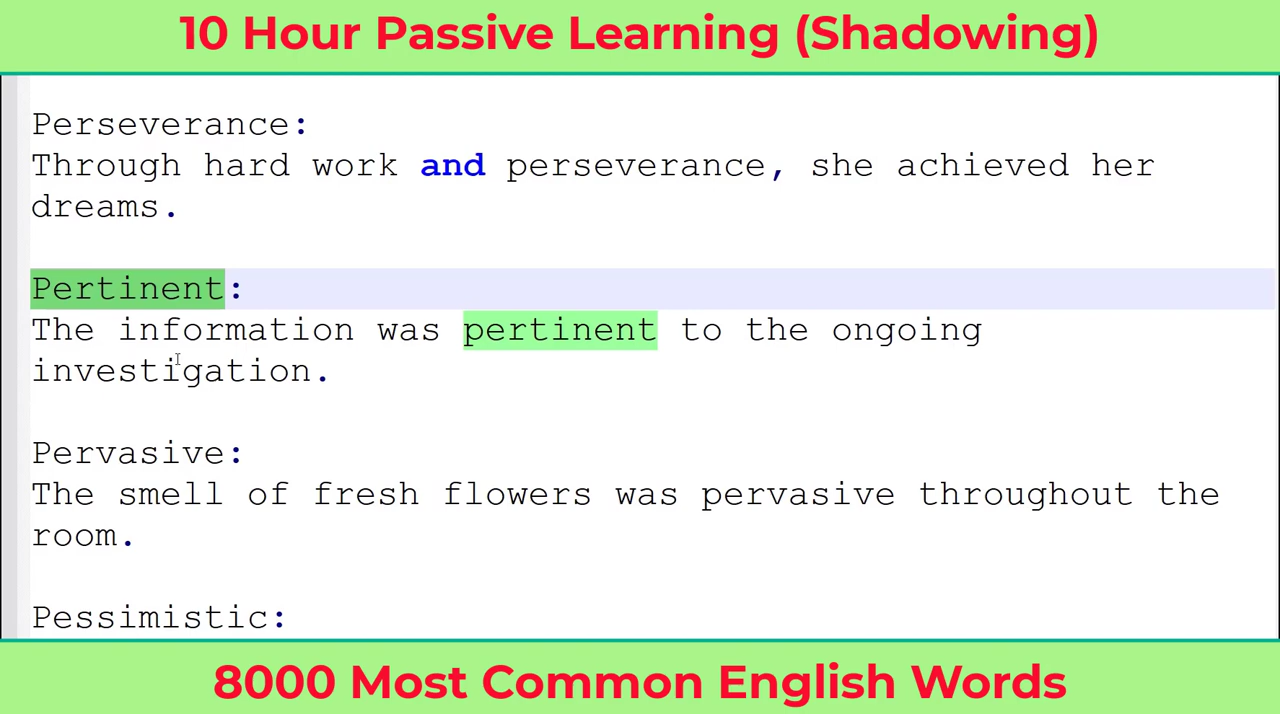 10 Hour Passive Learning (Shadowing)
Perseverance:
Through hard work and perseverance, she achieved her
dreams.
Pertinent:
The information was pertinent to the ongoing
investigation.
Pervasive:
The smell of fresh flowers was pervasive throughout the
room.
Pessimistic:
8000 Most Common English Words